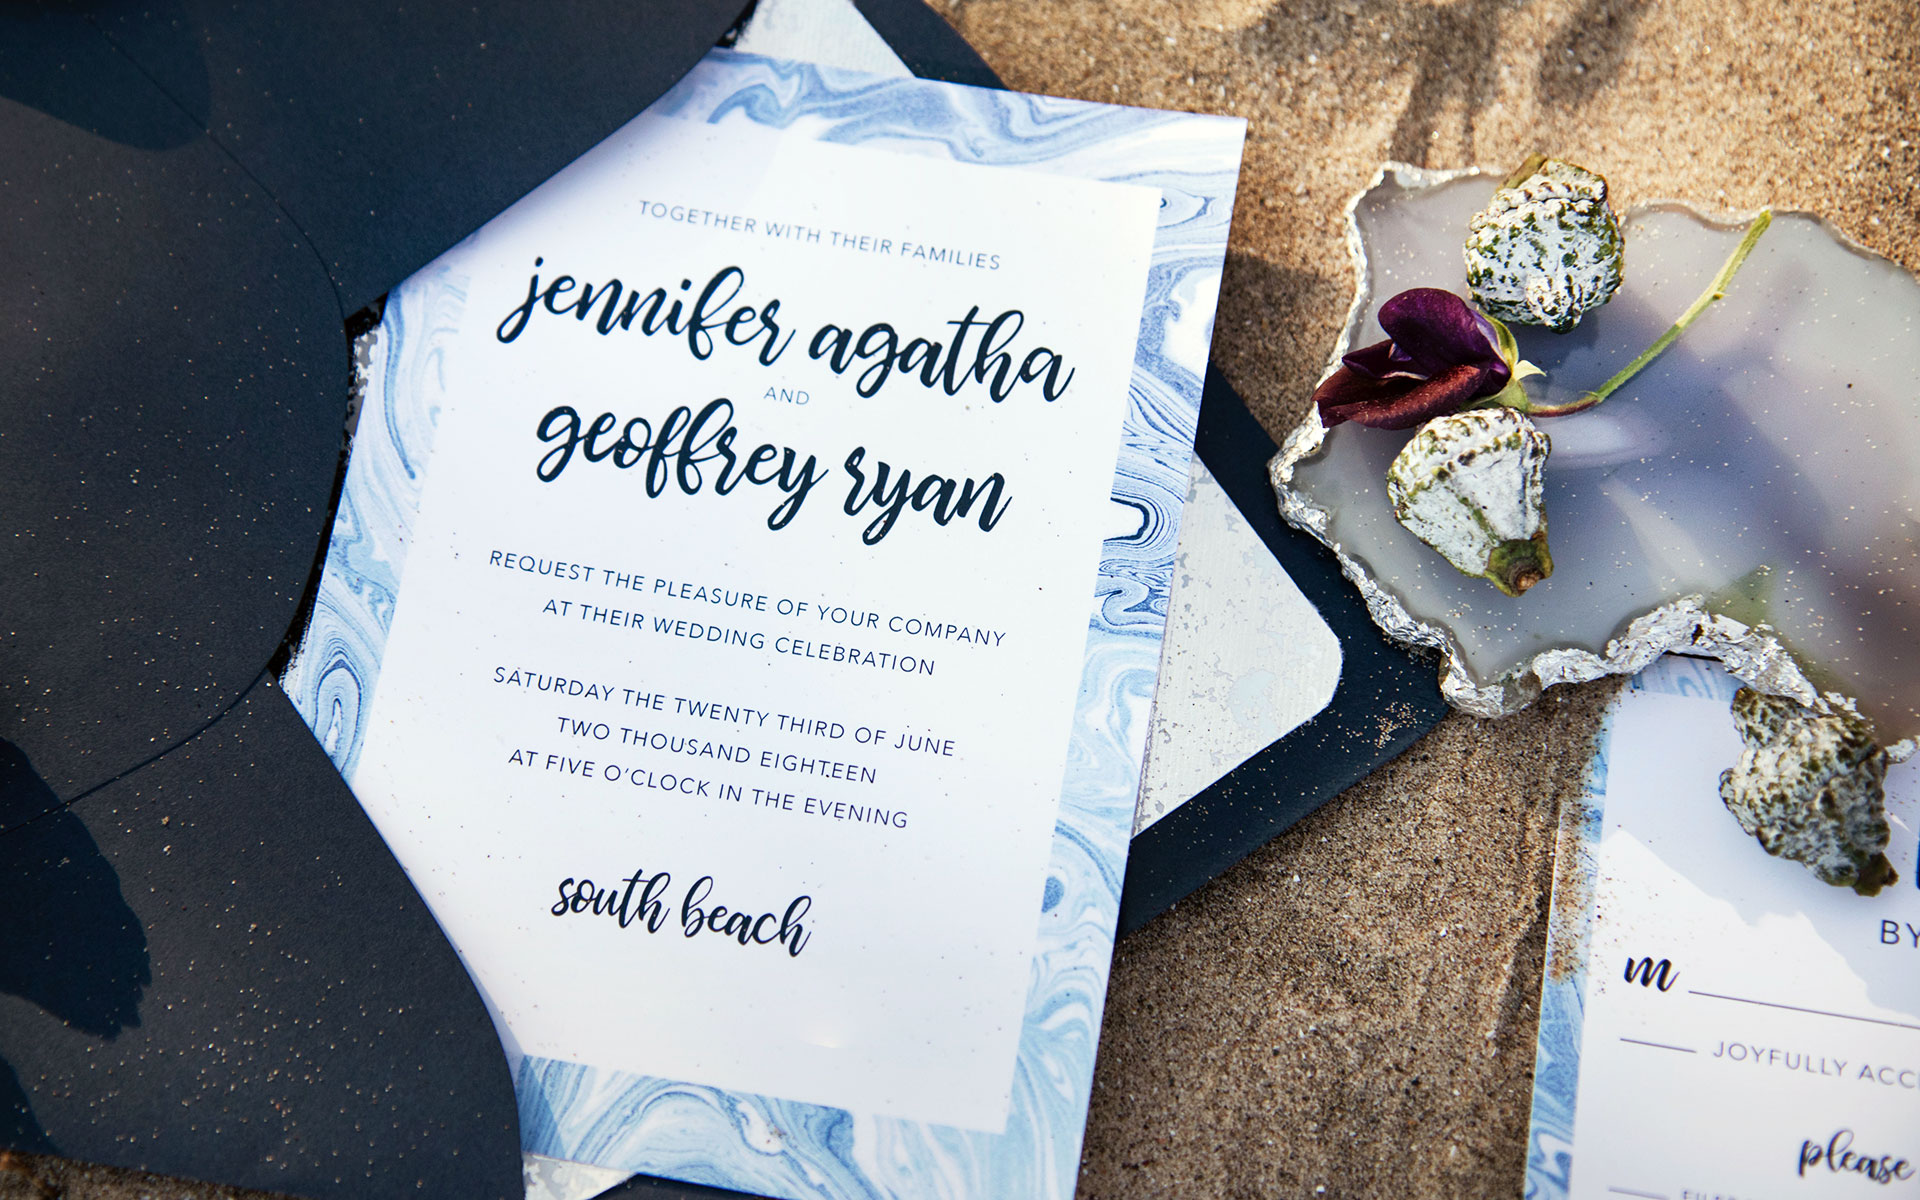 TOGETHER WITH THEIR FAMILIES
jennifer agatha
AND
geoffrey ryan
REQUEST THE PLEASURE OF YOUR COMPANY
AT THEIR WEDDING CELEBRATION
SATURDAY THE TWENTY THIRD OF JUNE
TWO THOUSAND EIGHTEEN
AT FIVE O'CLOCK IN THE EVENING
south beach
BY
m
JOYFULLY ACC
please